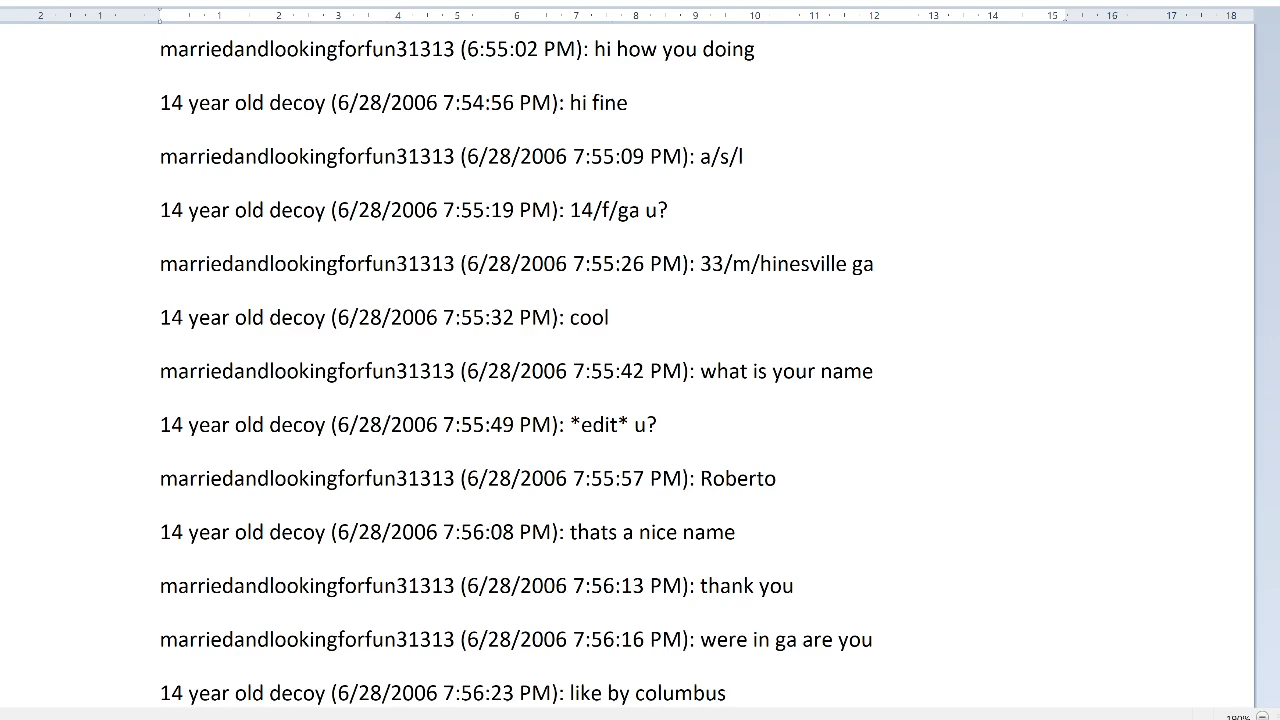 2 1 1 2 3 4 5 6 7 8 9 10 11 12 13 14 15 16 17 18
marriedandlookingforfun31313 (6:55:02 PM): hi how you doing
14 year old decoy (6/28/2006 7:54:56 PM): hi fine
marriedandlookingforfun31313 (6/28/2006 7:55:09 PM): a/s/l
14 year old decoy (6/28/2006 7:55:19 PM): 14/f/ga u?
marriedandlookingforfun31313 (6/28/2006 7:55:26 PM): 33/m/hinesville ga
14 year old decoy (6/28/2006 7:55:32 PM): cool
marriedandlookingforfun31313 (6/28/2006 7:55:42 PM): what is your name
14 year old decoy (6/28/2006 7:55:49 PM): *edit* u?
marriedandlookingforfun31313 (6/28/2006 7:55:57 PM): Roberto
14 year old decoy (6/28/2006 7:56:08 PM): thats a nice name
marriedandlookingforfun31313 (6/28/2006 7:56:13 PM): thank you
marriedandlookingforfun31313 (6/28/2006 7:56:16 PM): were in ga are you
14 year old decoy (6/28/2006 7:56:23 PM): like by columbus